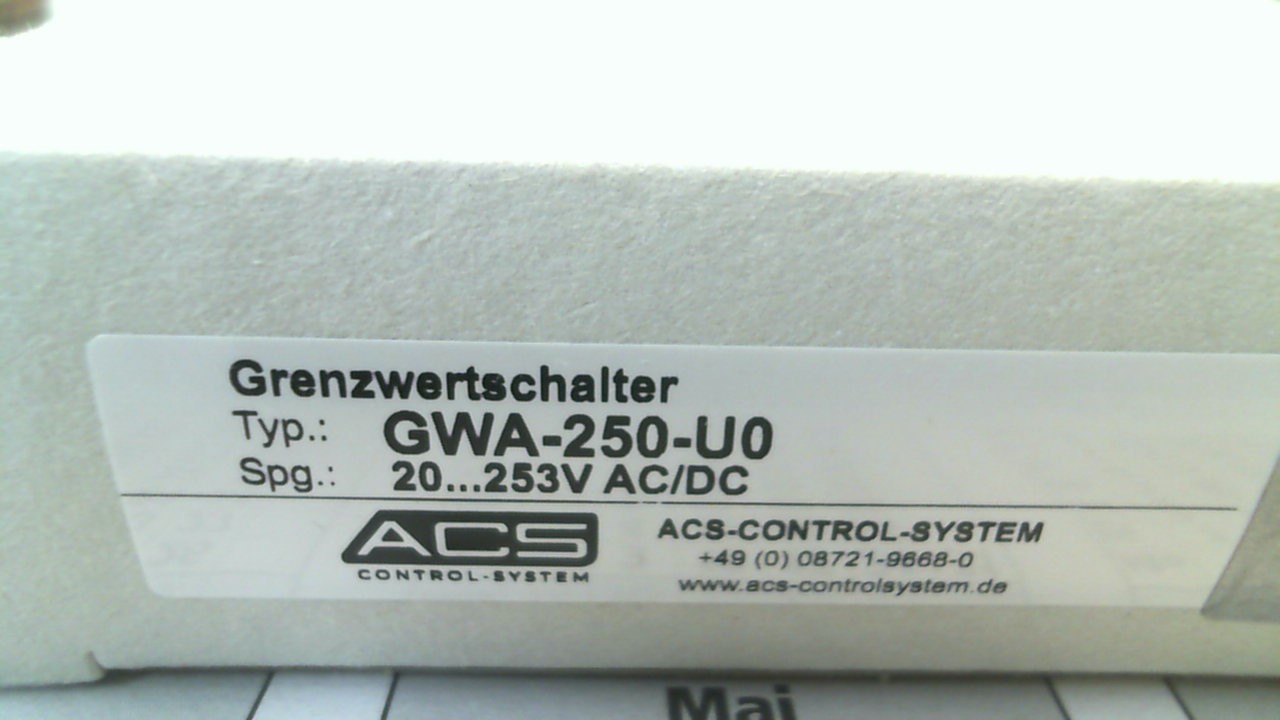 Grenzwertschalter
Typ.: GWA-250-U0
Spg.: 20...253V AC/DC
ACS
CONTROL-SYSTEM
ACS-CONTROL-SYSTEM
+49 (0) 08721-9668-0
www.acs-controlsystem.de
Mai